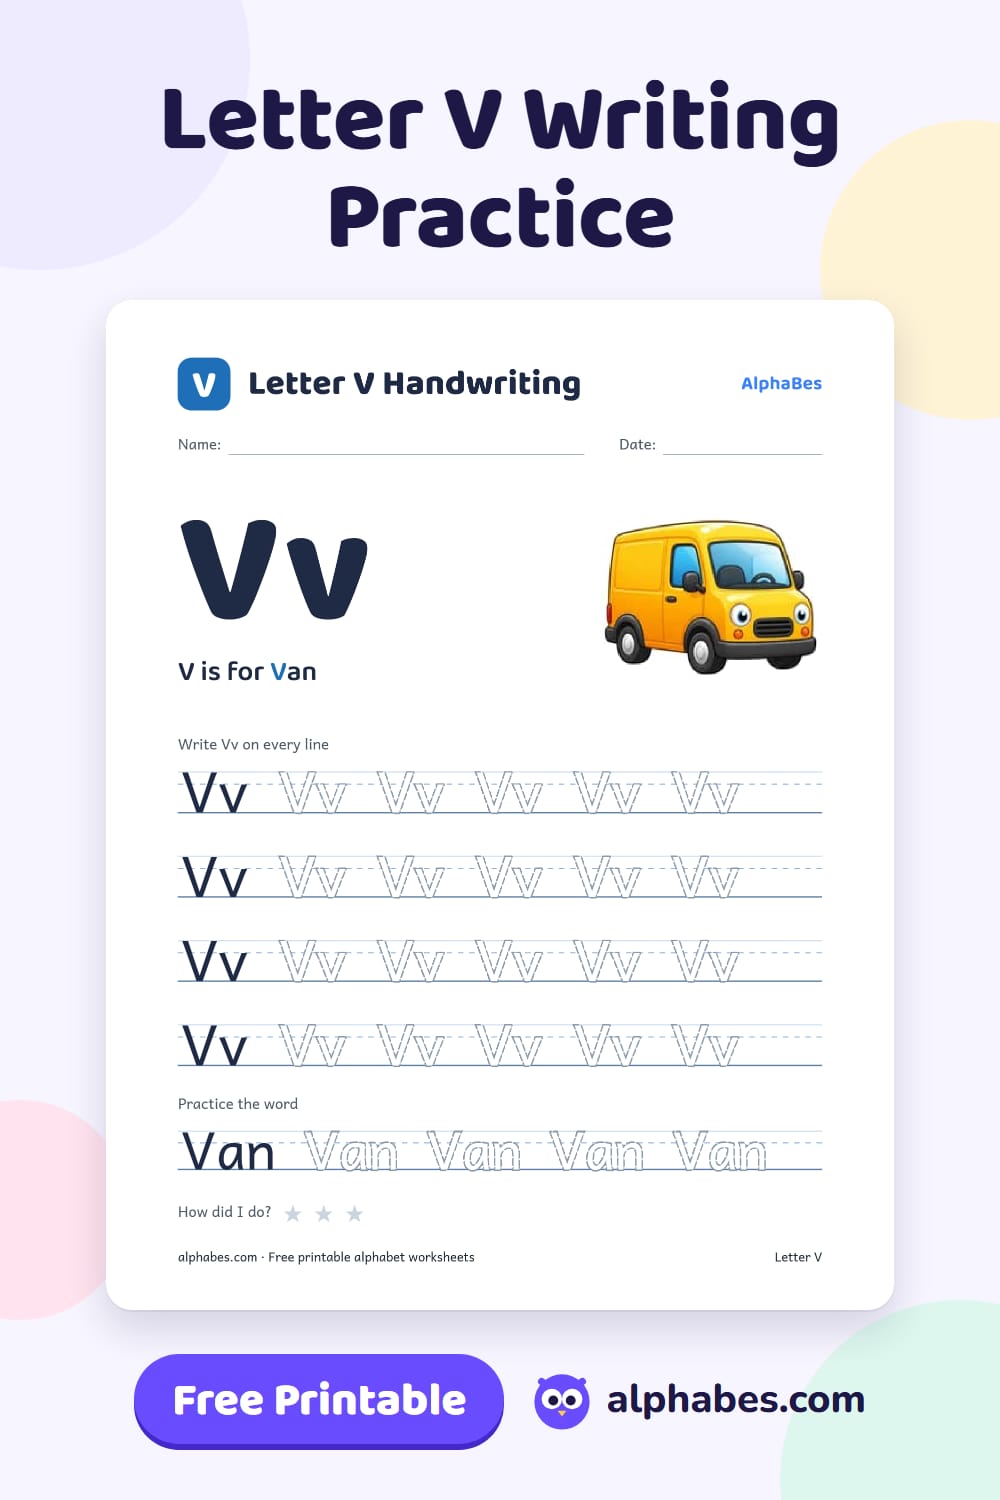 Letter V Writing
Practice
V Letter V Handwriting AlphaBes
Name: Date:
Vv
V is for Van
Write Vv on every line
Vv Vv Vv Vv Vv Vv
Vv Vv Vv Vv Vv Vv
Vv Vv Vv Vv Vv Vv
Vv Vv Vv Vv Vv Vv
Practice the word
Van Van Van Van Van
How did I do? ★ ★ ★
alphabes.com · Free printable alphabet worksheets Letter V
Free Printable alphabes.com